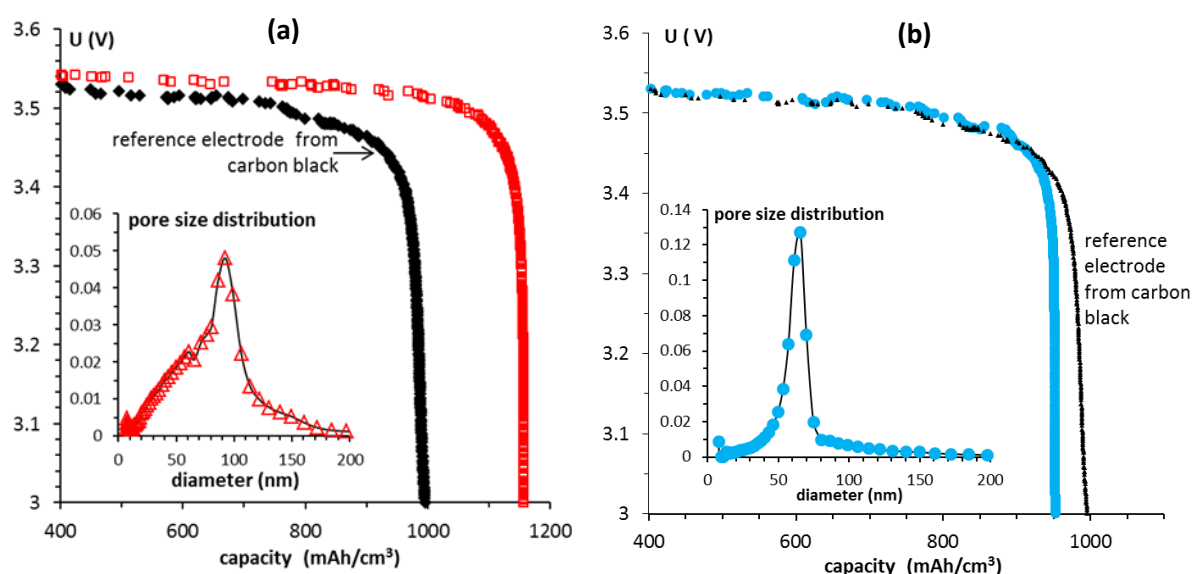 (a)
U (V)
3.6
3.5
3.4
3.3
3.2
3.1
3
reference electrode from
carbon black
pore size distribution
0.06
0.05
0.04
0.03
0.02
0.01
0
0 50 100 150 200
diameter (nm)
400 600 800 1000 1200
capacity (mAh/cm³)
(b)
U ( V)
3.6
3.5
3.4
3.3
3.2
3.1
3
pore size distribution
0.14
0.12
0.10
0.08
0.06
0.04
0.02
0
0 50 100 150 200
diameter (nm)
reference
electrode
from carbon
black
400 600 800 1000
capacity (mAh/cm³)